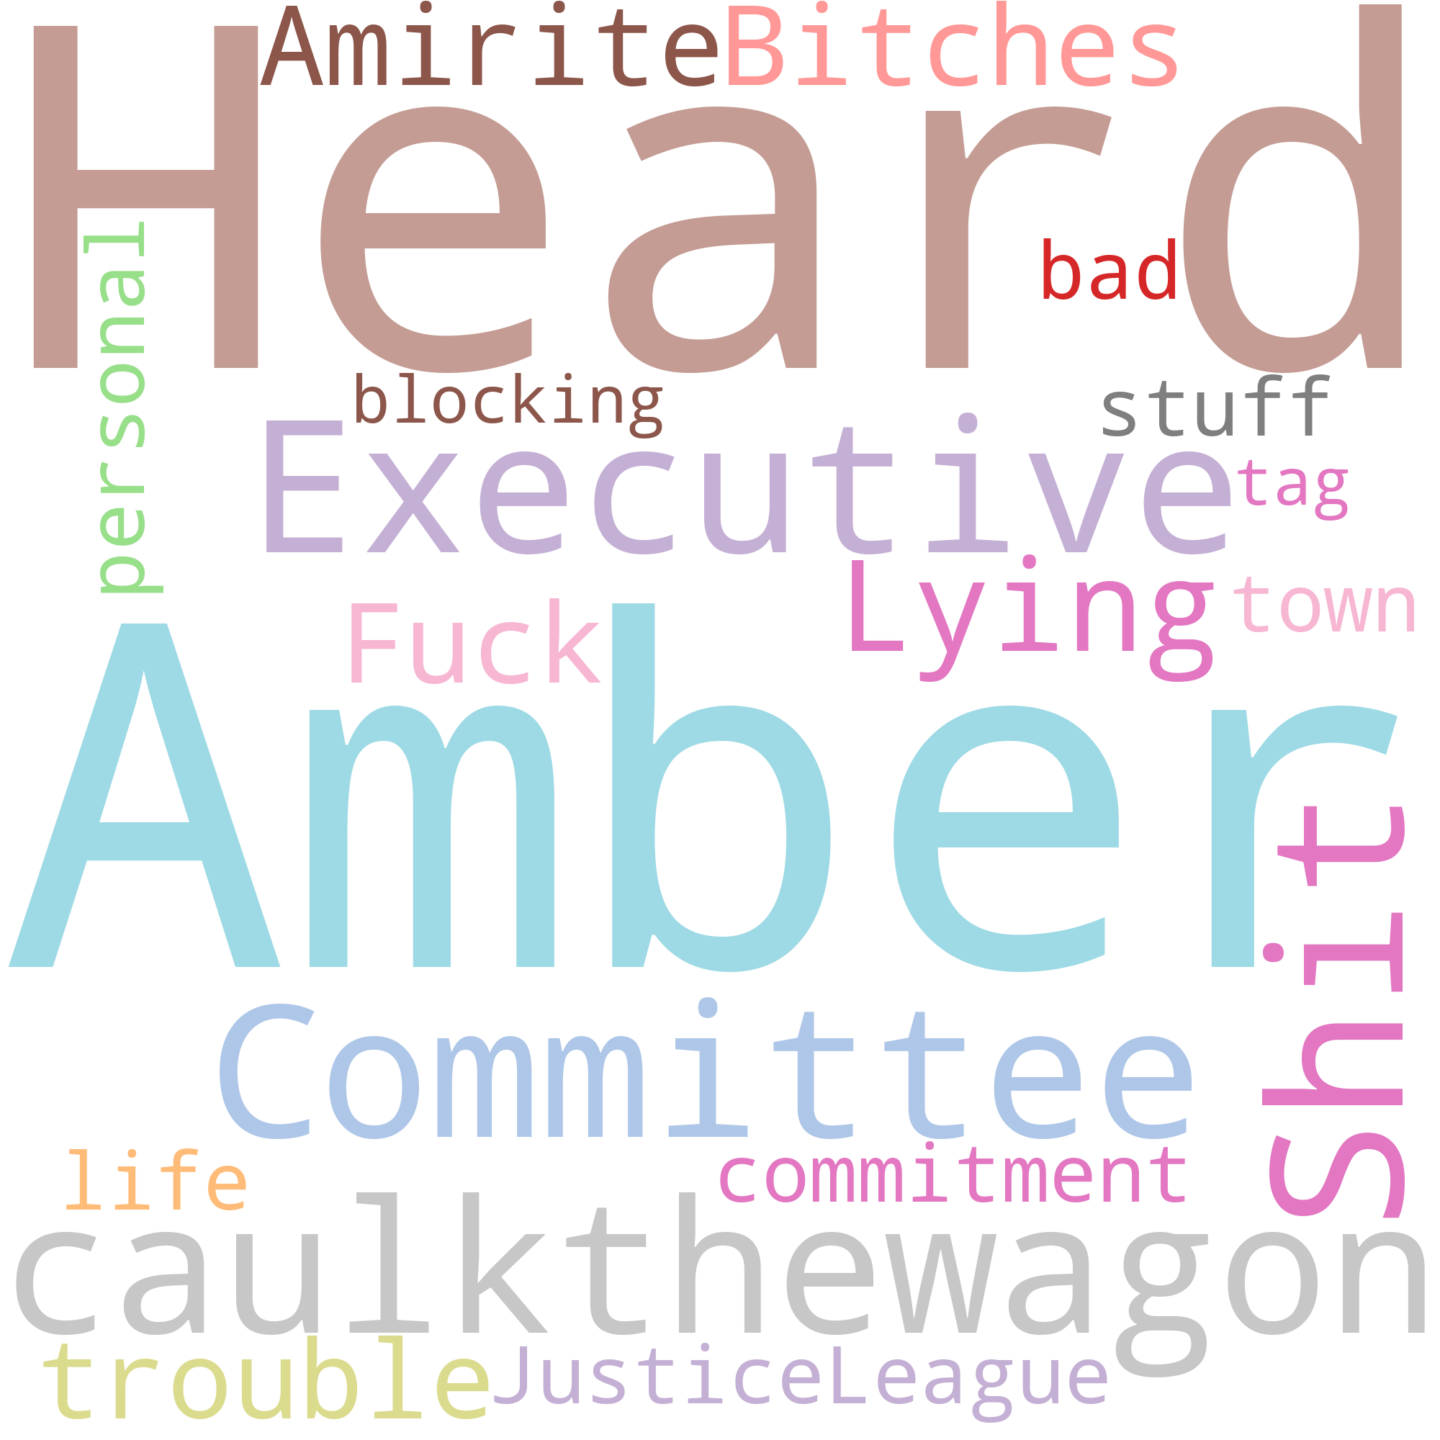 Amirite
Bitches
Heard
personal
bad
blocking
stuff
Executive
tag
Lying
town
Fuck
Amber
Shit
Committee
life
commitment
caulkthewagon
trouble
JusticeLeague